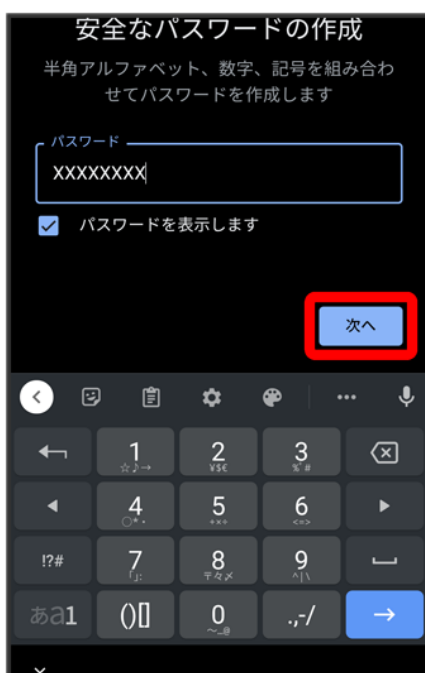 安全なパスワードの作成
半角アルファベット、数字、記号を組み合わ
せてパスワードを作成します
パスワード
XXXXXXXX
パスワードを表示します
次へ
1 2 3
☆♪→ ¥$€ %゜#
4 5 6
○*・ +×÷ <=>
!?# 7 8 9
「」: 〒々〆 ^|\
あa1 ()[] 0 .,-/
~_@